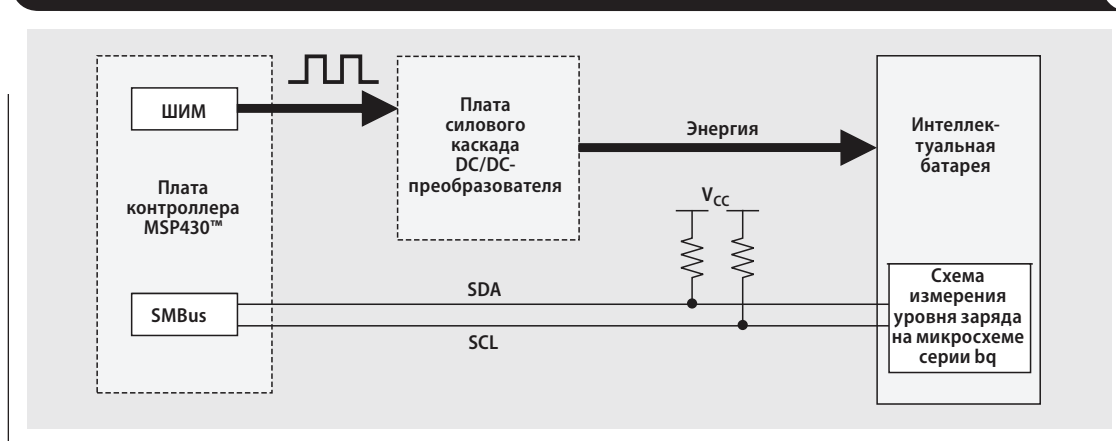 ШИМ
Плата
контроллера
MSP430™
SMBus
Плата
силового
каскада
DC/DC-
преобразователя
Энергия
VCC
SDA
SCL
Интеллек-
туальная
батарея
Схема
измерения
уровня заряда
на микросхеме
серии bq